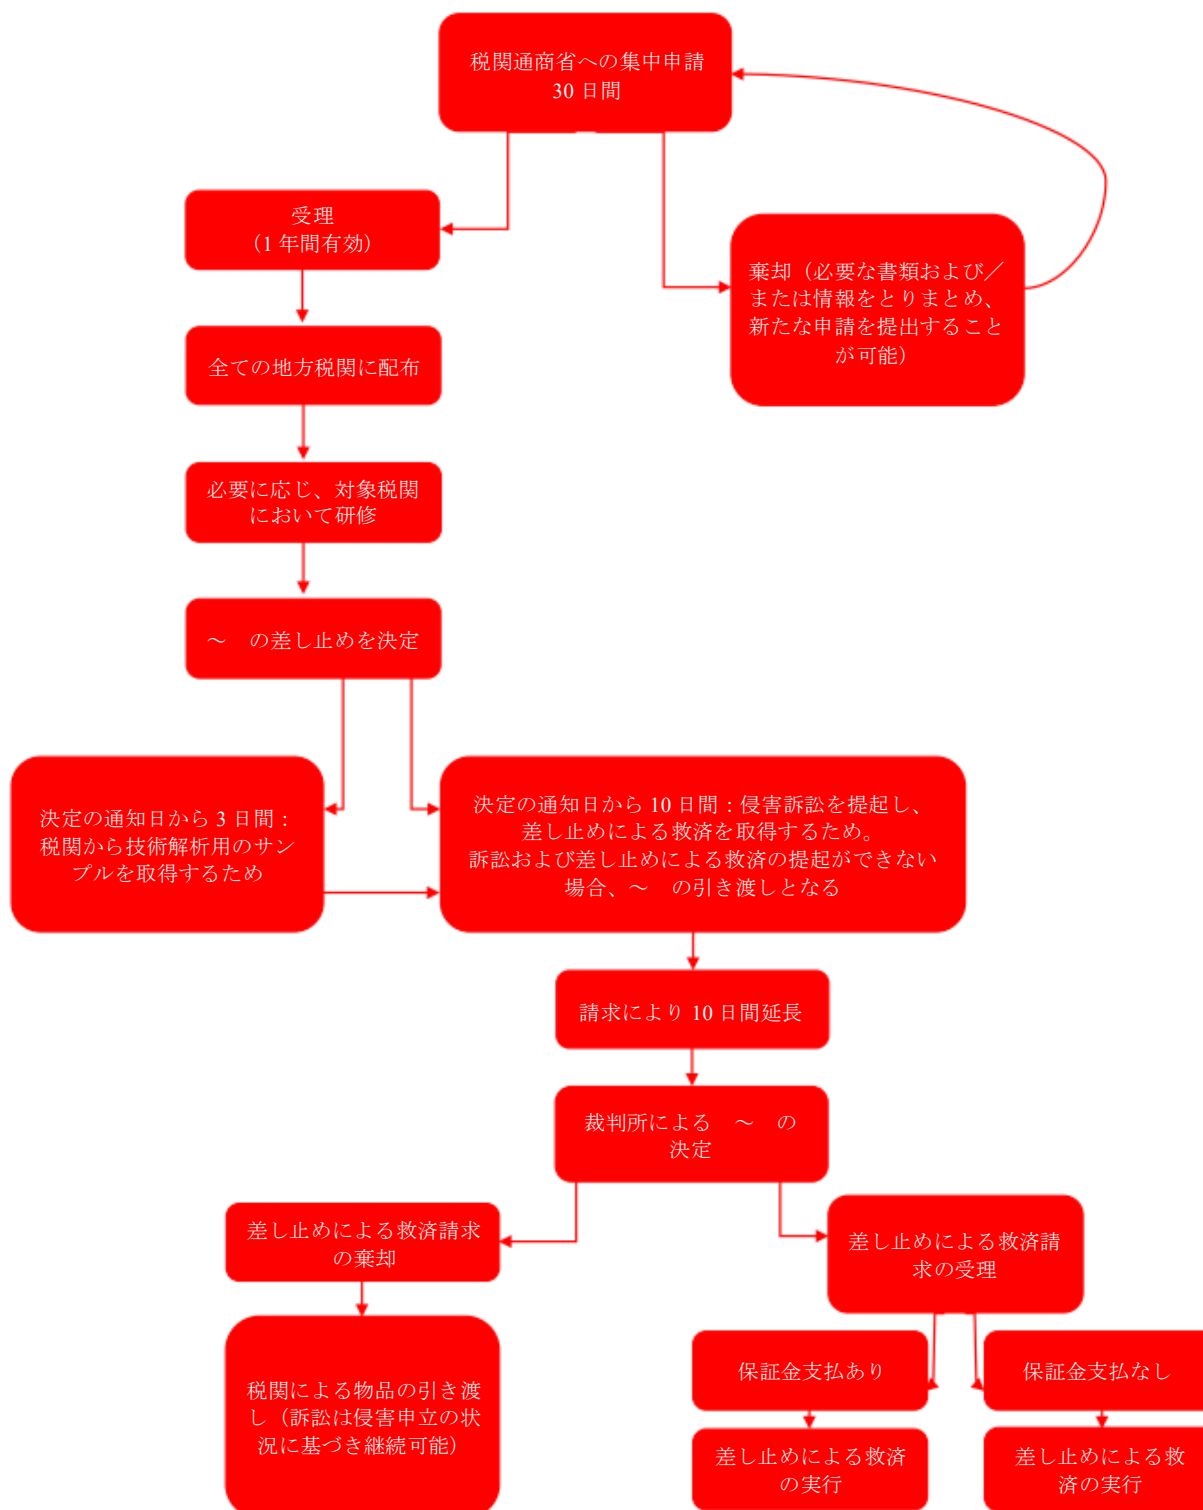 税関通商省への集中申請
30 日間
受理
（1 年間有効）
棄却（必要な書類および／
または情報をとりまとめ、
新たな申請を提出すること
が可能）
全ての地方税関に配布
必要に応じ、対象税関
において研修
～　の差し止めを決定
決定の通知日から 3 日間：
税関から技術解析用のサン
プルを取得するため
決定の通知日から 10 日間：侵害訴訟を提起し、
差し止めによる救済を取得するため。
訴訟および差し止めによる救済の提起ができない
場合、～　の引き渡しとなる
請求により 10 日間延長
裁判所による　～　の
決定
差し止めによる救済請求
の棄却
差し止めによる救済請
求の受理
税関による物品の引き渡
し（訴訟は侵害申立の状
況に基づき継続可能）
保証金支払あり
保証金支払なし
差し止めによる救済
の実行
差し止めによる救
済の実行